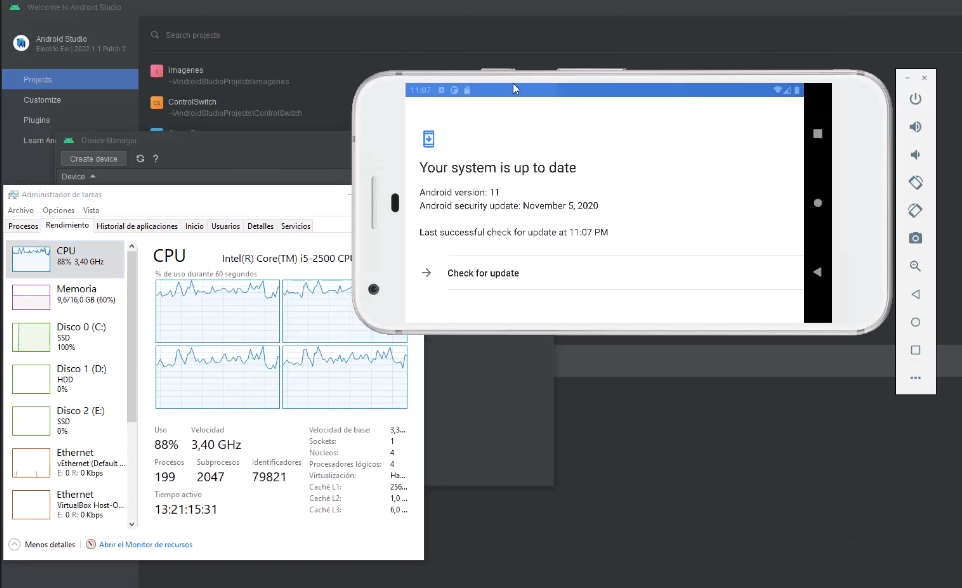 Welcome to Android Studio
Android Studio
Electric Eel | 2022.1.1 Patch 2
Search projects
Projects
Customize
Plugins
Learn An
Imagenes
~\AndroidStudioProjects\Imagenes
CS
ControlSwitch
~\AndroidStudioProjects\ControlSwitch
Device Manager
Create device
?
Device
11:07
Your system is up to date
Android version: 11
Android security update: November 5, 2020
Last successful check for update at 11:07 PM
Check for update
Administrador de tareas
Archivo Opciones Vista
Procesos Rendimiento Historial de aplicaciones Inicio Usuarios Detalles Servicios
CPU
88% 3,40 GHz
Memoria
9,6/16,0 GB (60%)
Disco 0 (C:)
SSD
100%
Disco 1 (D:)
HDD
0%
Disco 2 (E:)
SSD
0%
Ethernet
vEthernet (Default ...
E: 0 R: 0 Kbps
Ethernet
VirtualBox Host-O...
E: 0 R: 0 Kbps
CPU
Intel(R) Core(TM) i5-2500 CPU
% de uso durante 60 segundos
Uso
88%
Velocidad
3,40 GHz
Procesos
199
Subprocesos
2047
Identificadores
79821
Tiempo activo
13:21:15:31
Velocidad de base: 3,3...
Sockets: 1
Núcleos: 4
Procesadores lógicos: 4
Virtualización: Ha...
Caché L1: 256...
Caché L2: 1,0 ...
Caché L3: 6,0 ...
Menos detalles
Abrir el Monitor de recursos